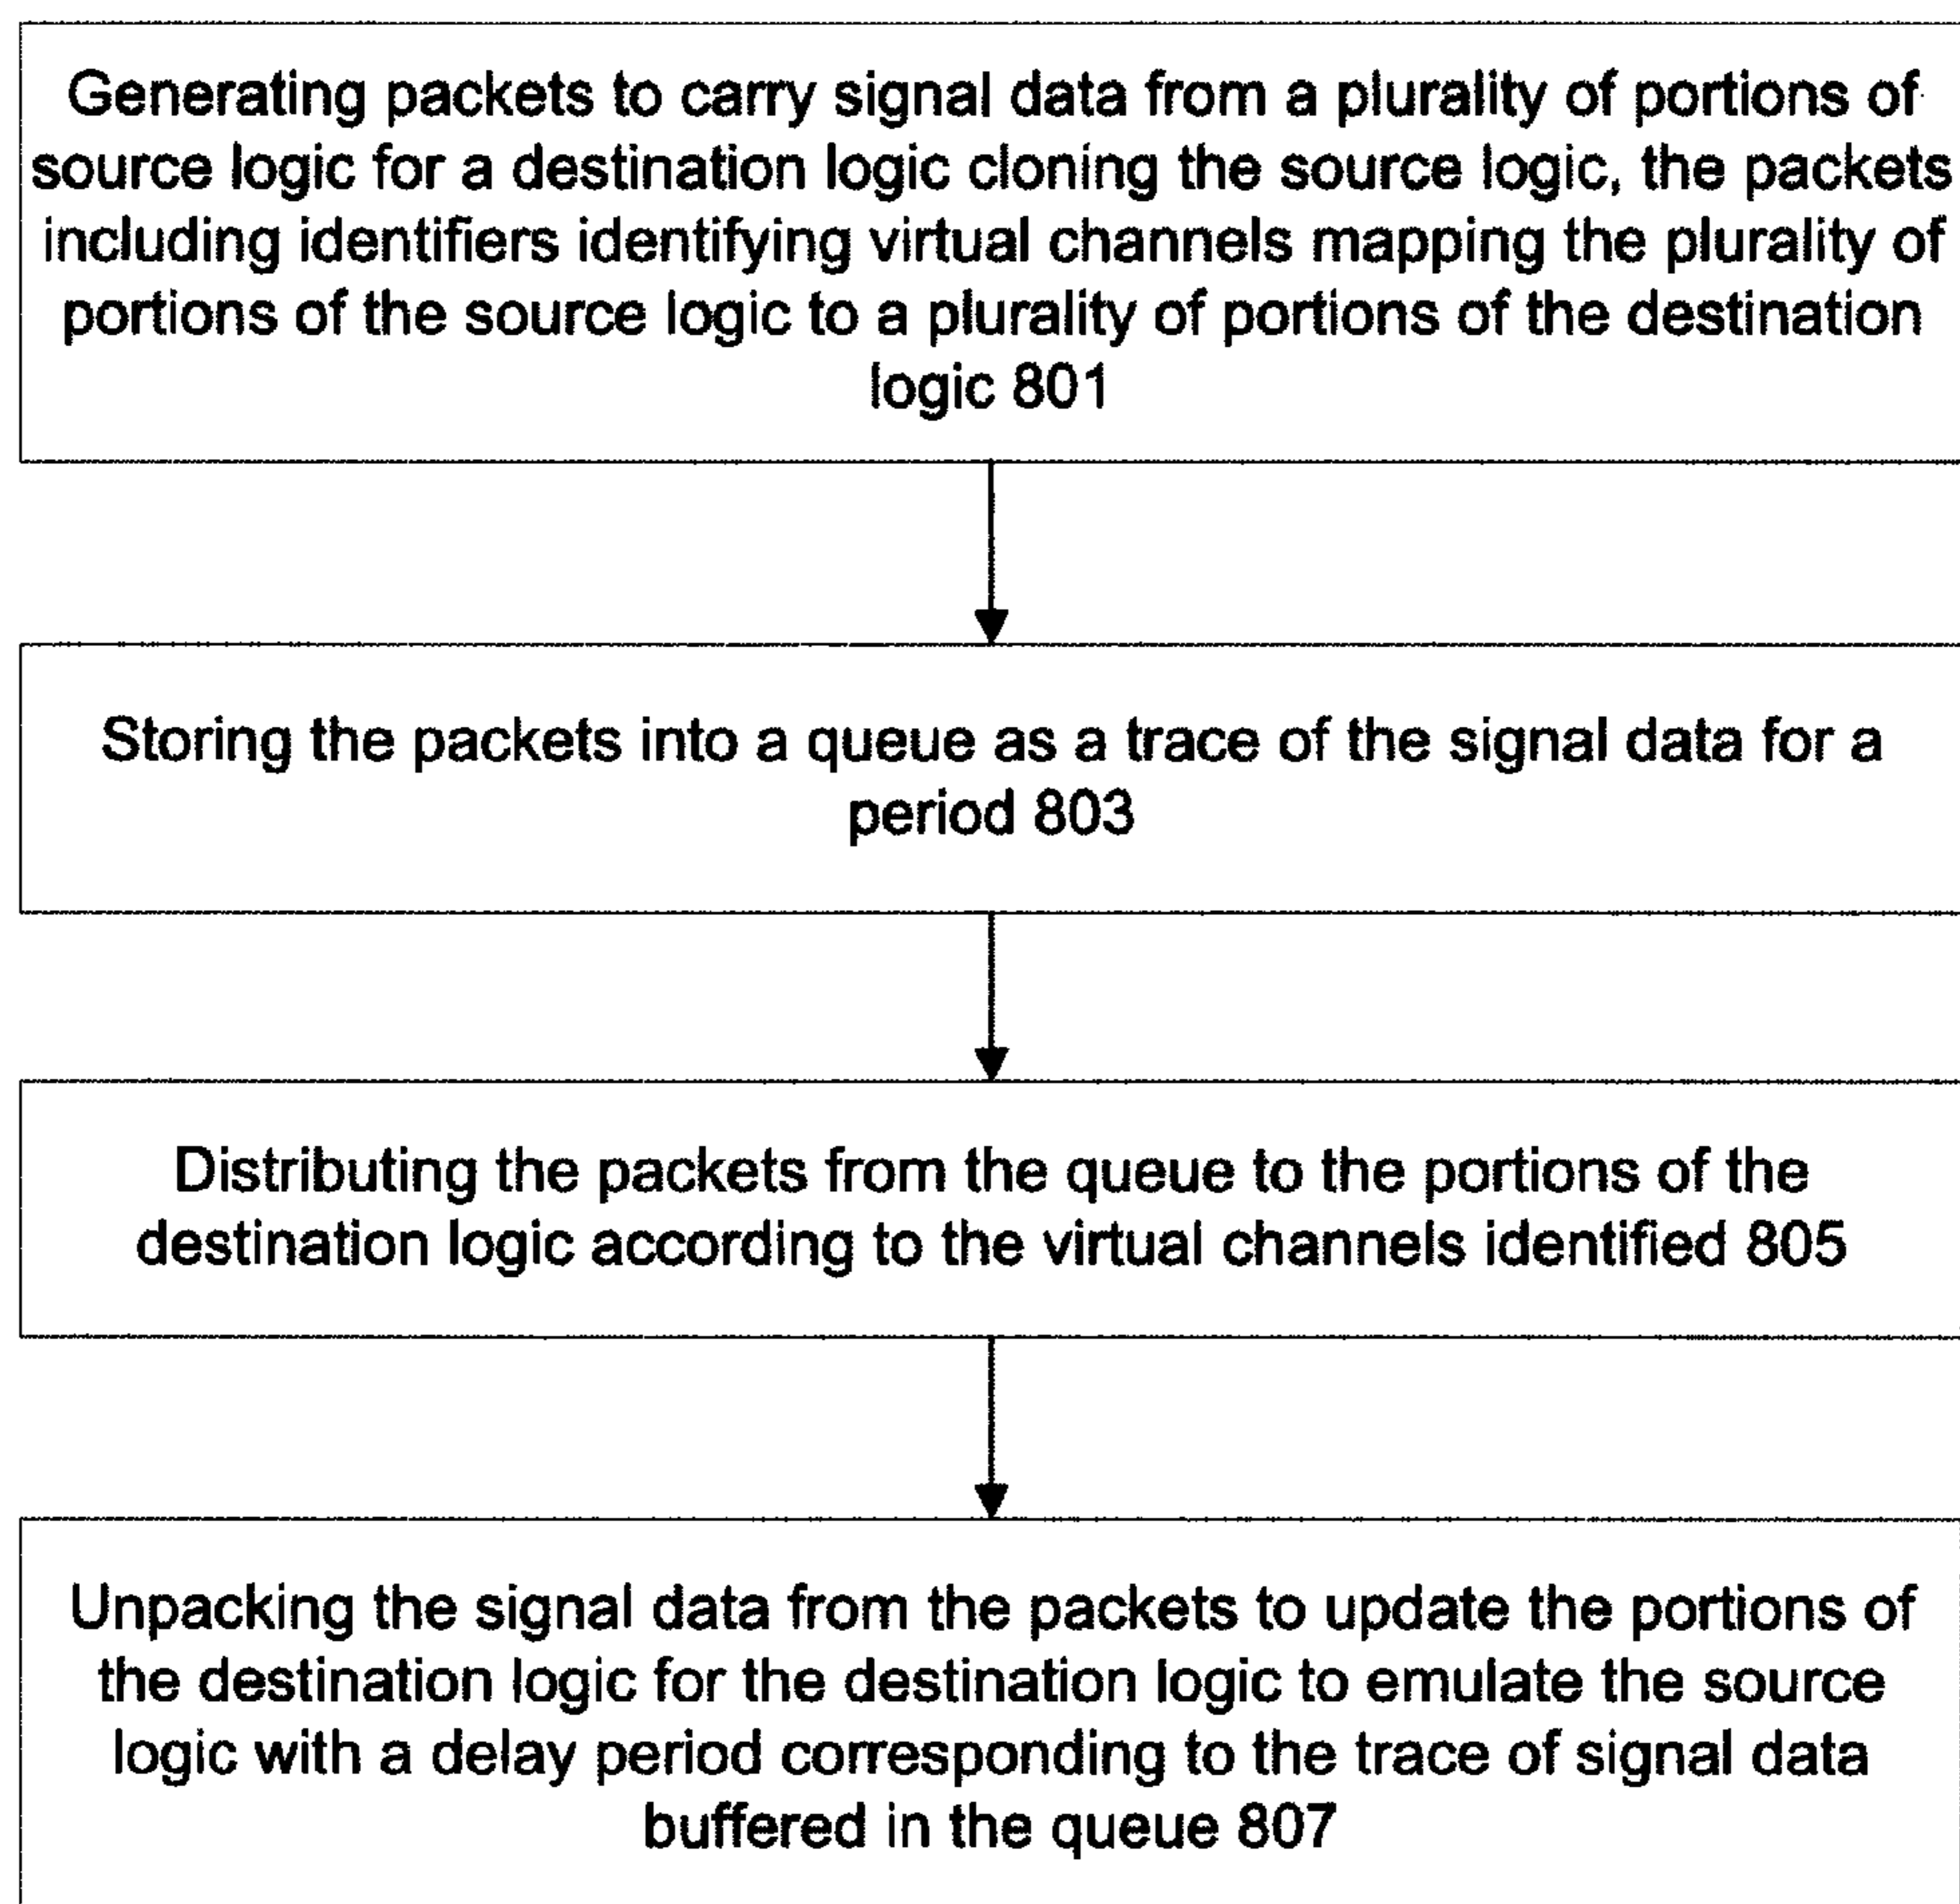 Generating packets to carry signal data from a plurality of portions of
source logic for a destination logic cloning the source logic, the packets
including identifiers identifying virtual channels mapping the plurality of
portions of the source logic to a plurality of portions of the destination
logic 801
Storing the packets into a queue as a trace of the signal data for a
period 803
Distributing the packets from the queue to the portions of the
destination logic according to the virtual channels identified 805
Unpacking the signal data from the packets to update the portions of
the destination logic for the destination logic to emulate the source
logic with a delay period corresponding to the trace of signal data
buffered in the queue 807